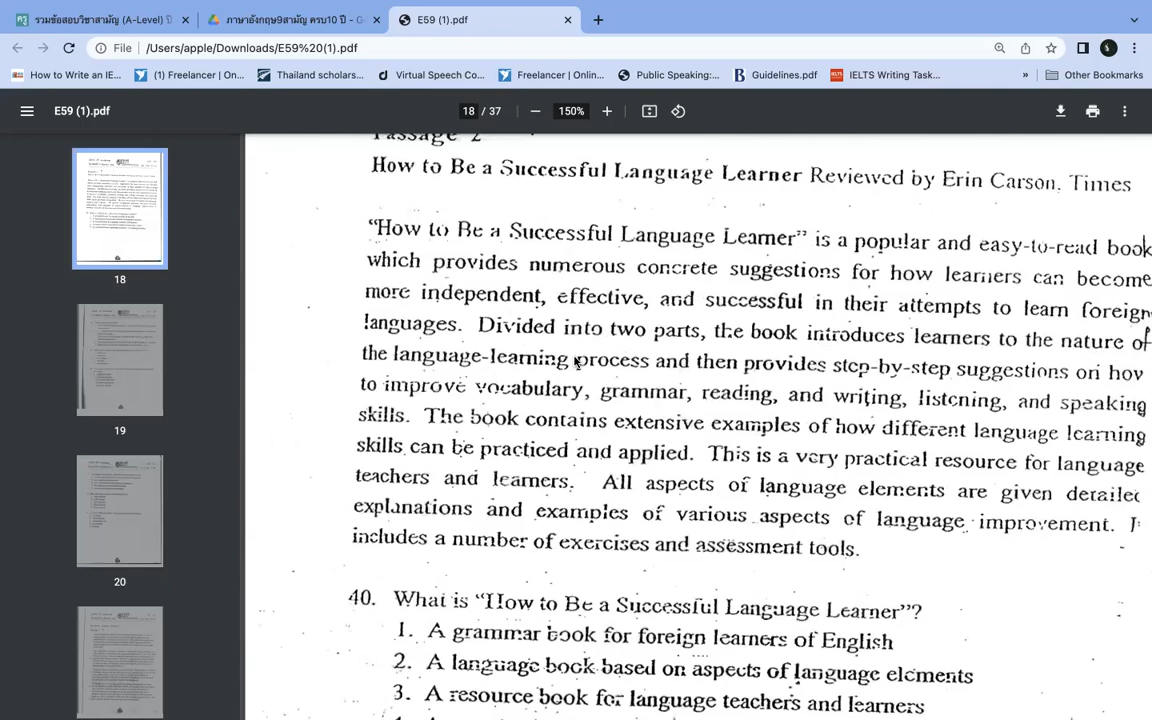 รวมข้อสอบวิชาสามัญ (A-Level) ปี
ภาษาอังกฤษ9สามัญ ครบ10 ปี - G
E59 (1).pdf
File /Users/apple/Downloads/E59%20(1).pdf
How to Write an IE... (1) Freelancer | On... Thailand scholars... Virtual Speech Co... Freelancer | Onlin... Public Speaking:... Guidelines.pdf IELTS Writing Task... » Other Bookmarks
E59 (1).pdf 18 / 37 150%
Passage 2
How to Be a Successful Language Learner Reviewed by Erin Carson, Times
“How to Be a Successful Language Learner” is a popular and easy-to-read book
which provides numerous concrete suggestions for how learners can become
more independent, effective, and successful in their attempts to learn foreign
languages. Divided into two parts, the book introduces learners to the nature of
the language-learning process and then provides step-by-step suggestions on how
to improve vocabulary, grammar, reading, and writing, listening, and speaking
skills. The book contains extensive examples of how different language learning
skills can be practiced and applied. This is a very practical resource for language
teachers and learners. All aspects of language elements are given detailed
explanations and examples of various aspects of language improvement. It
includes a number of exercises and assessment tools.
40. What is “How to Be a Successful Language Learner”?
1. A grammar book for foreign learners of English
2. A language book based on aspects of language elements
3. A resource book for language teachers and learners
18
19
20